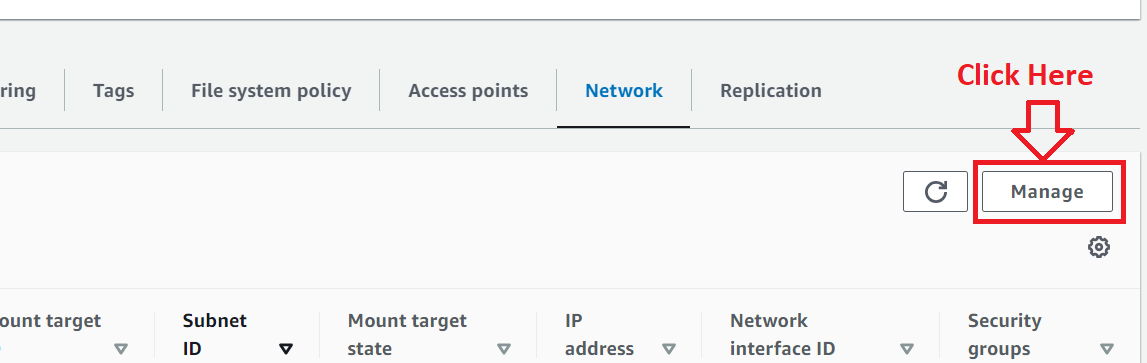 Click Here
ring Tags File system policy Access points Network Replication
Manage
ount target Subnet ID Mount target state IP address Network interface ID Security groups